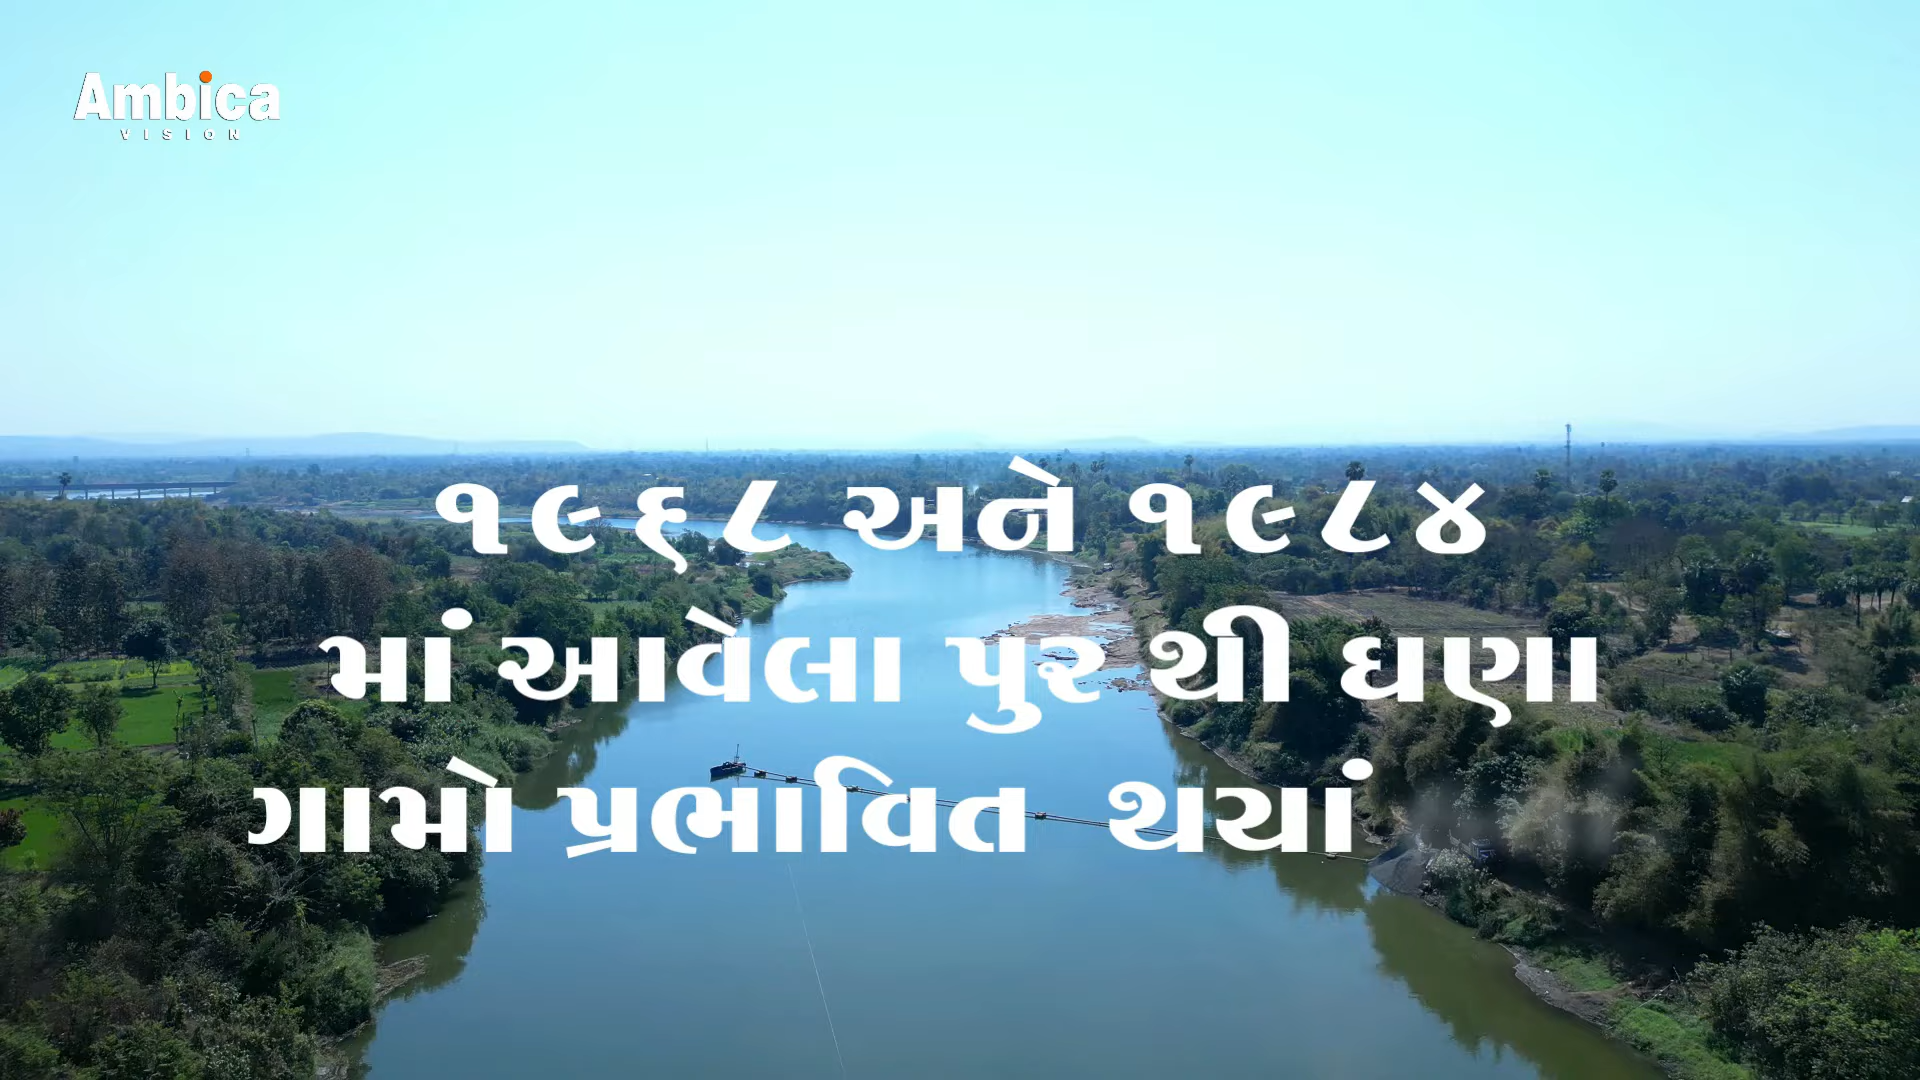 Ambica
VISION
૧૯૬૮ અને ૧૯૮૪
માં આવેલા પુર થી ઘણા
ગામો પ્રભાવિત થયાં